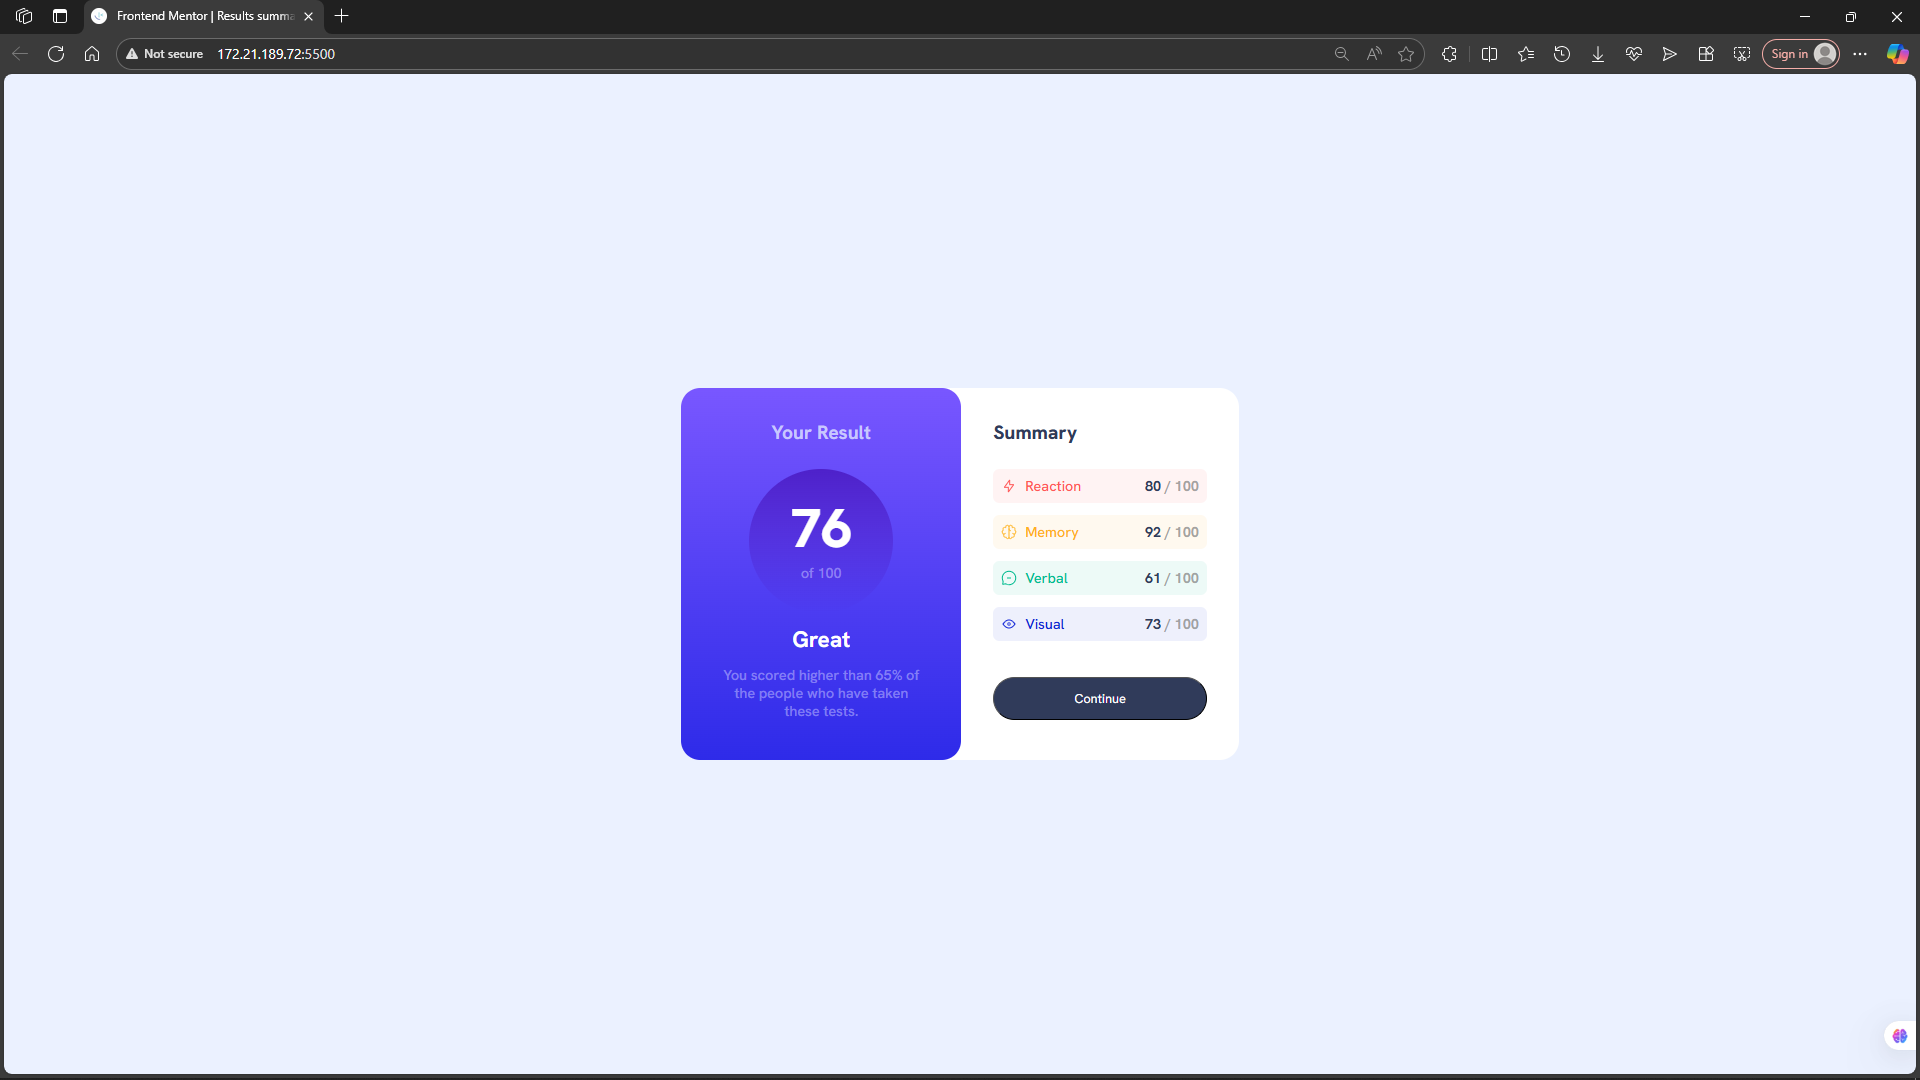 Frontend Mentor | Results summa
Not secure 172.21.189.72:5500
Sign in
Your Result
76
of 100
Great
You scored higher than 65% of
the people who have taken
these tests.
Summary
Reaction 80 / 100
Memory 92 / 100
Verbal 61 / 100
Visual 73 / 100
Continue